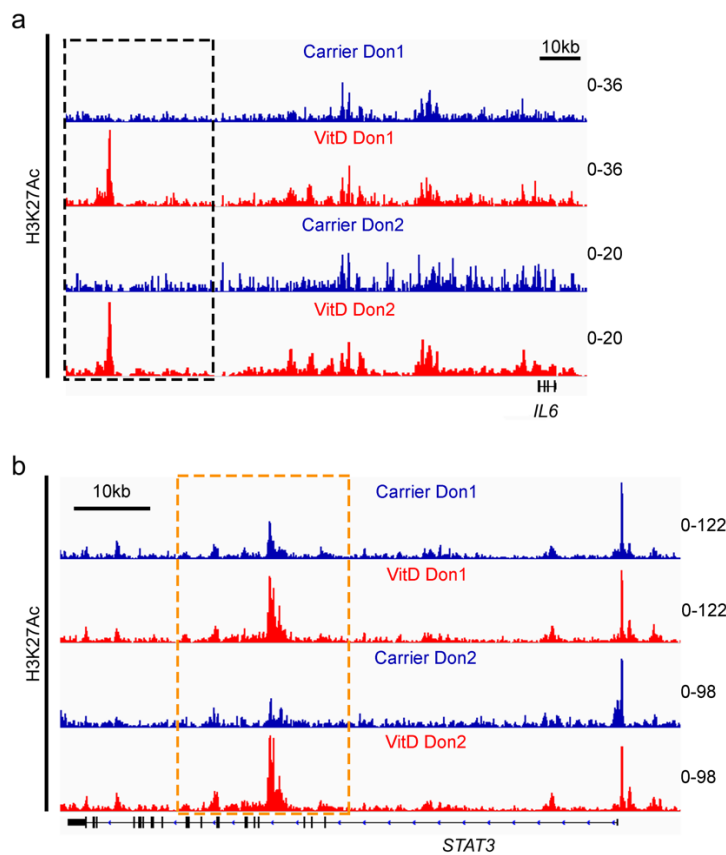 a
Carrier Don1
10kb
0-36
VitD Don1
0-36
Carrier Don2
0-20
VitD Don2
0-20
H3K27Ac
IL6
b
10kb
Carrier Don1
0-122
VitD Don1
0-122
Carrier Don2
0-98
VitD Don2
0-98
H3K27Ac
STAT3